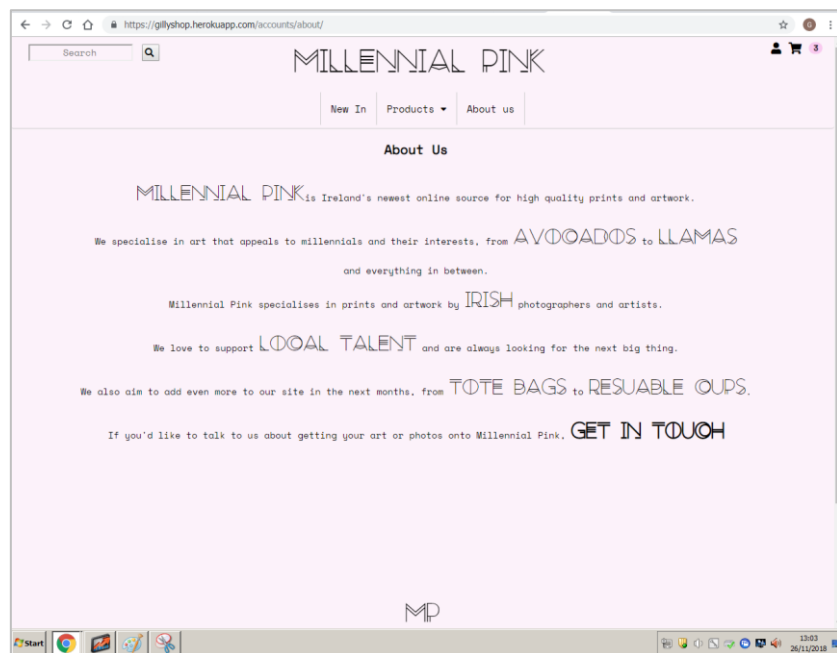 https://gillyshop.herokuapp.com/accounts/about/
G
Search
MILLENNIAL PINK
3
New In Products About us
About Us
MILLENNIAL PINK is Ireland's newest online source for high quality prints and artwork.
We specialise in art that appeals to millennials and their interests, from AVOCADOS to LLAMAS
and everything in between.
Millennial Pink specialises in prints and artwork by IRISH photographers and artists.
We love to support LOCAL TALENT and are always looking for the next big thing.
We also aim to add even more to our site in the next months, from TOTE BAGS to RESUABLE CUPS.
If you'd like to talk to us about getting your art or photos onto Millennial Pink, GET IN TOUCH
MP
Start
13:03
26/11/2018